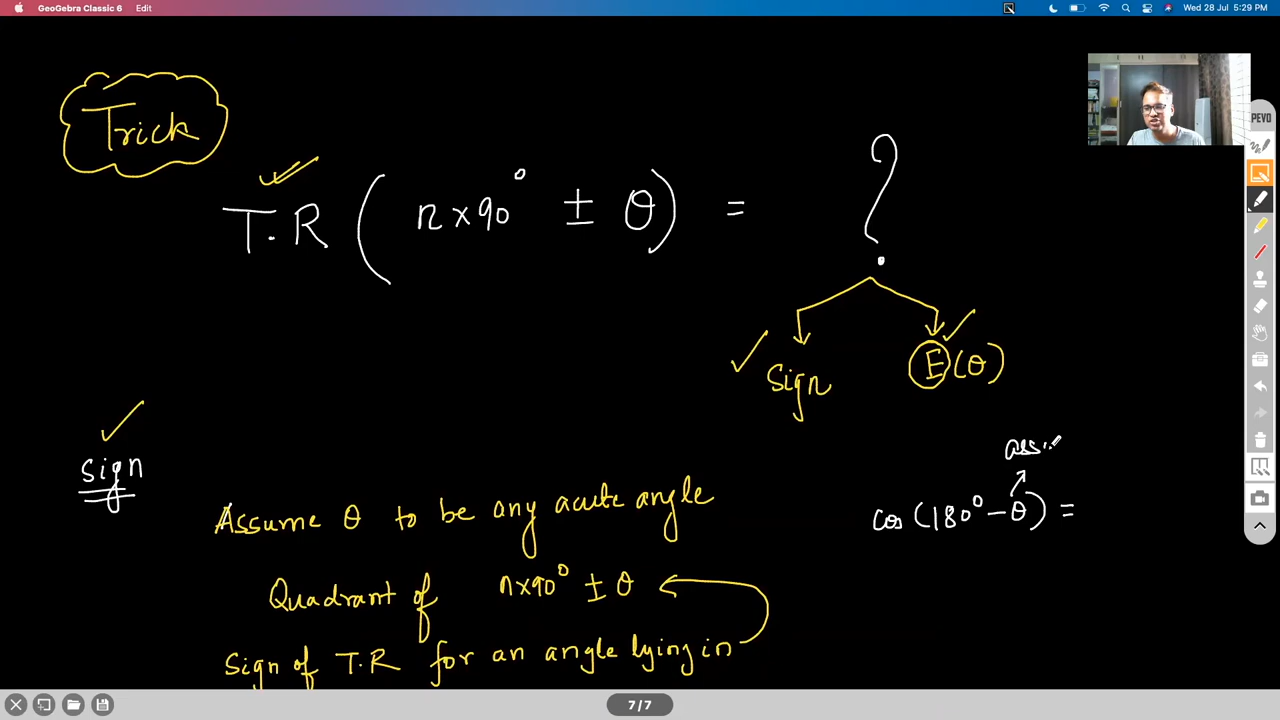 GeoGebra Classic 6 Edit Wed 28 Jul 5:29 PM
PEVO
Trick
T.R ( n×90° ± θ ) = ?
Sign E(θ)
Sign
Assume θ to be any acute angle
cos (180° − θ) =
Quadrant of n×90° ± θ
Sign of T.R for an angle lying in
7/7